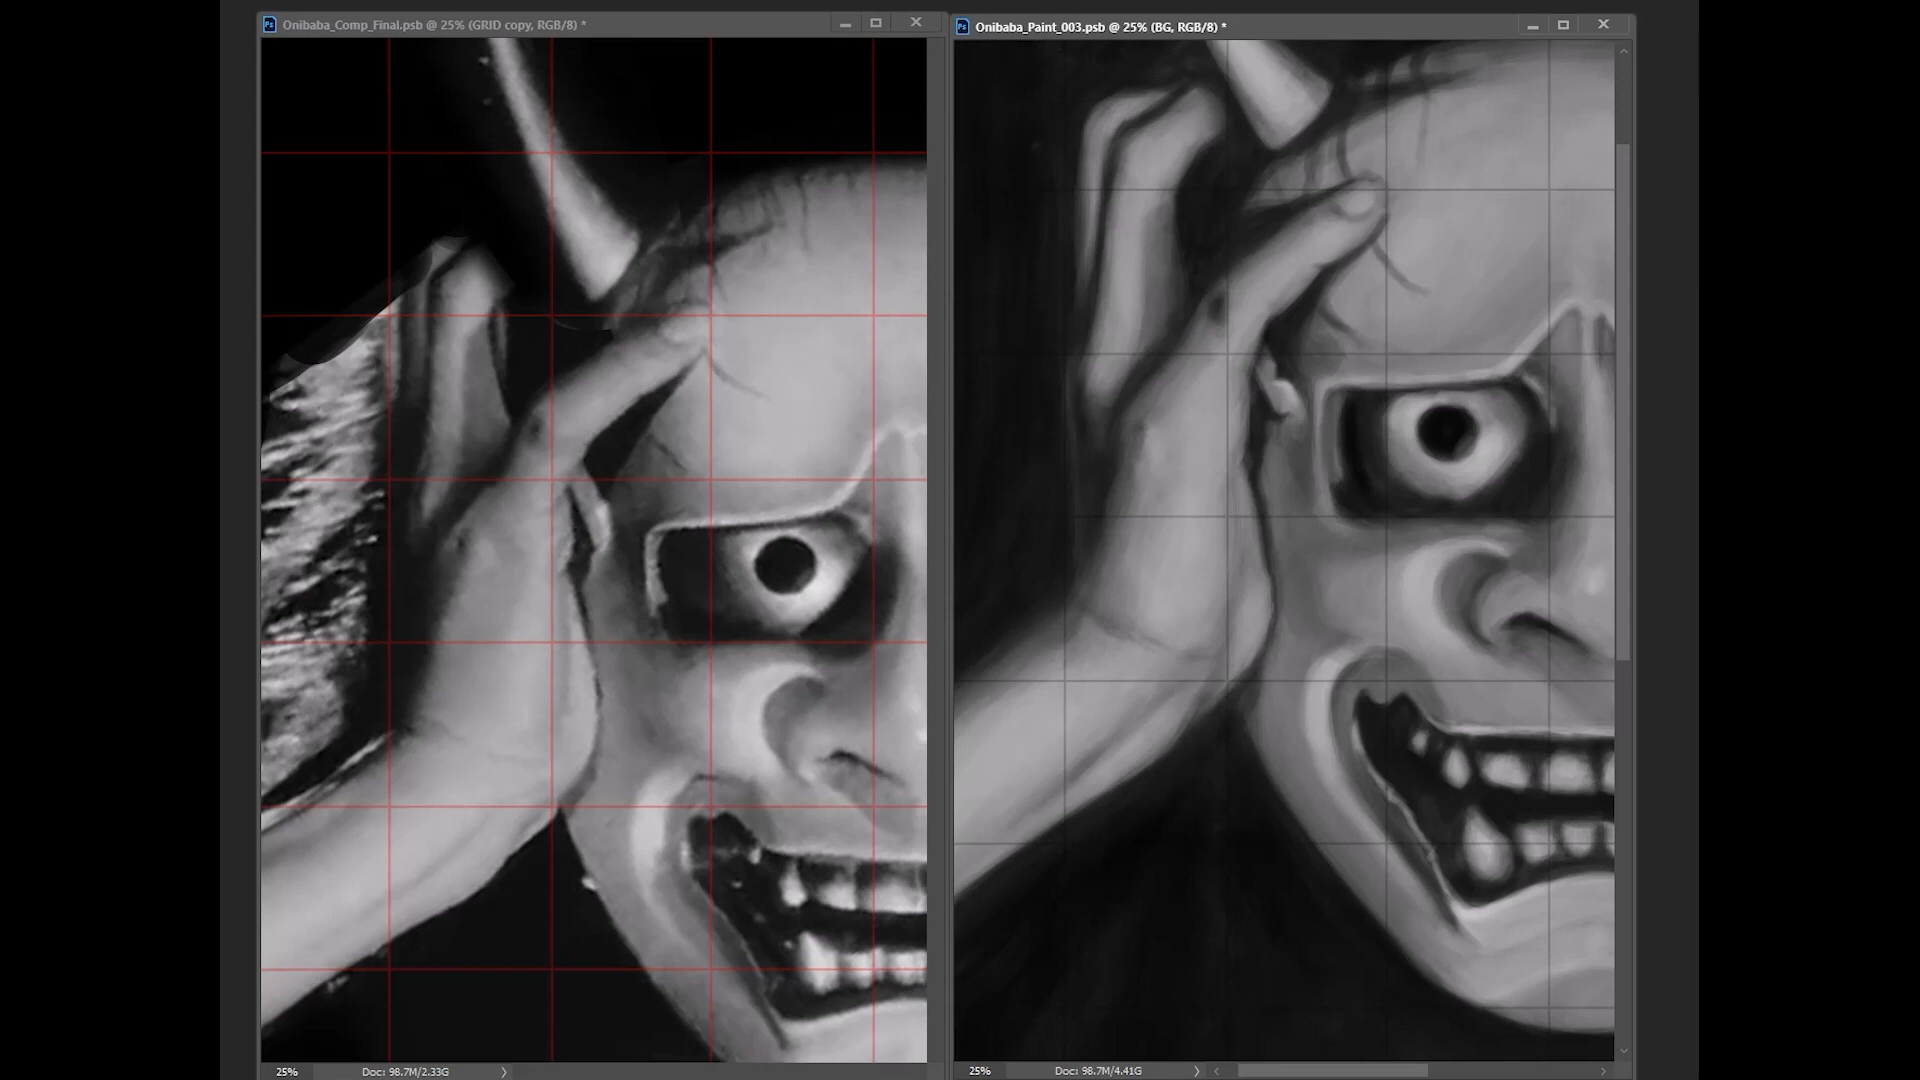 Onibaba_Comp_Final.psb @ 25% (GRID copy, RGB/8) *
Onibaba_Paint_003.psb @ 25% (BG, RGB/8) *
25%
Doc: 98.7M/2.33G
25%
Doc: 98.7M/4.41G